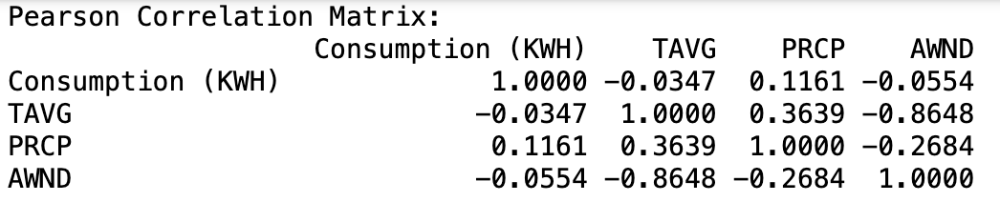 Pearson Correlation Matrix:
Consumption (KWH) TAVG PRCP AWND
Consumption (KWH) 1.0000 -0.0347 0.1161 -0.0554
TAVG -0.0347 1.0000 0.3639 -0.8648
PRCP 0.1161 0.3639 1.0000 -0.2684
AWND -0.0554 -0.8648 -0.2684 1.0000